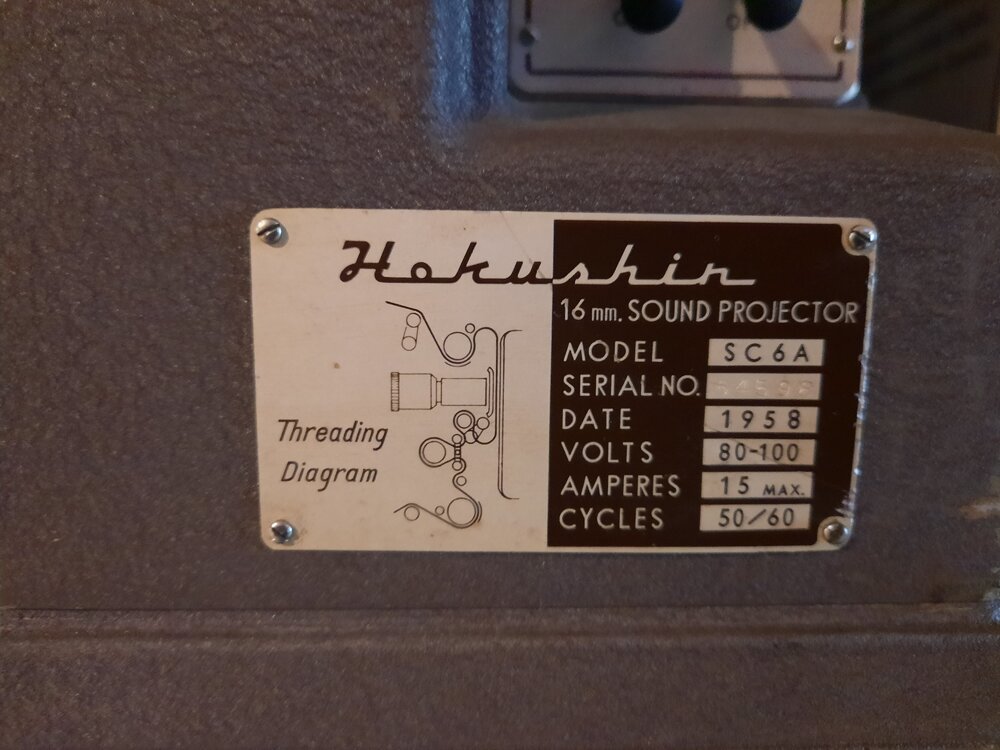 Hokushin
16 mm. SOUND PROJECTOR
MODEL SC6A
SERIAL NO.
DATE 1958
VOLTS 80-100
AMPERES 15 MAX.
CYCLES 50/60
Threading
Diagram